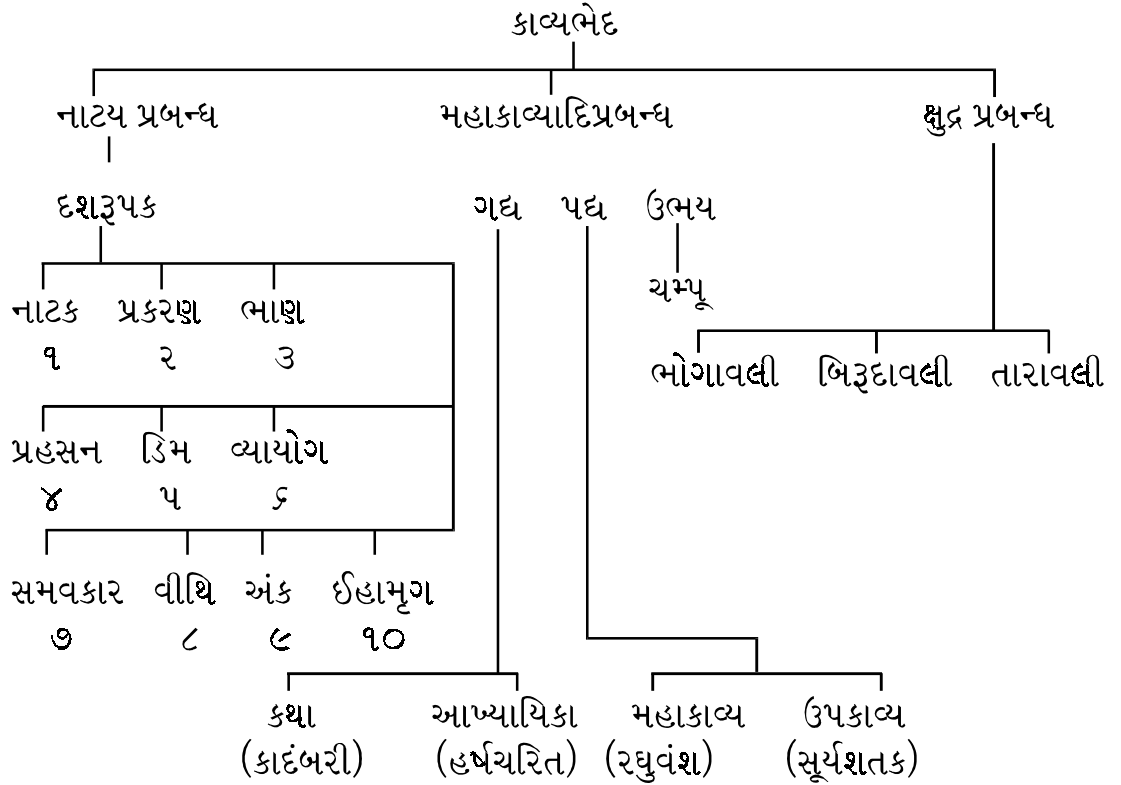 કાવ્યભેદ
નાટય પ્રબન્ધ મહાકાવ્યાદિપ્રબન્ધ ક્ષુદ્ર પ્રબન્ધ
દશરૂપક ગદ્ય પદ્ય ઉભય
ચમ્પૂ
નાટક પ્રકરણ ભાણ
૧ ૨ ૩
ભોગાવલી બિરૂદાવલી તારાવલી
પ્રહસન ડિમ વ્યાયોગ
૪ ૫ ૬
સમવકાર વીથિ અંક ઈહામૃગ
૭ ૮ ૯ ૧૦
કથા આખ્યાયિકા મહાકાવ્ય ઉપકાવ્ય
(કાદંબરી) (હર્ષચરિત) (રઘુવંશ) (સૂર્યશતક)